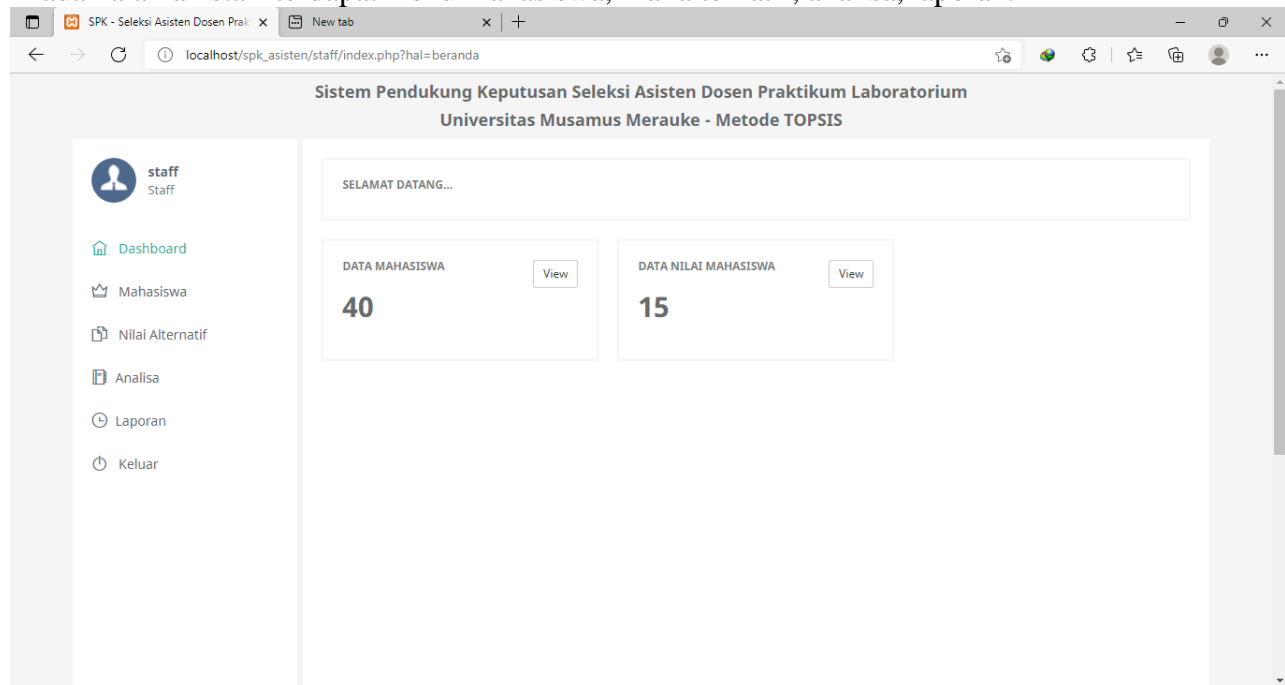 SPK - Seleksi Asisten Dosen Prak
New tab
localhost/spk_asisten/staff/index.php?hal=beranda
Sistem Pendukung Keputusan Seleksi Asisten Dosen Praktikum Laboratorium
Universitas Musamus Merauke - Metode TOPSIS
staff
Staff
Dashboard
Mahasiswa
Nilai Alternatif
Analisa
Laporan
Keluar
SELAMAT DATANG...
DATA MAHASISWA
View
40
DATA NILAI MAHASISWA
View
15